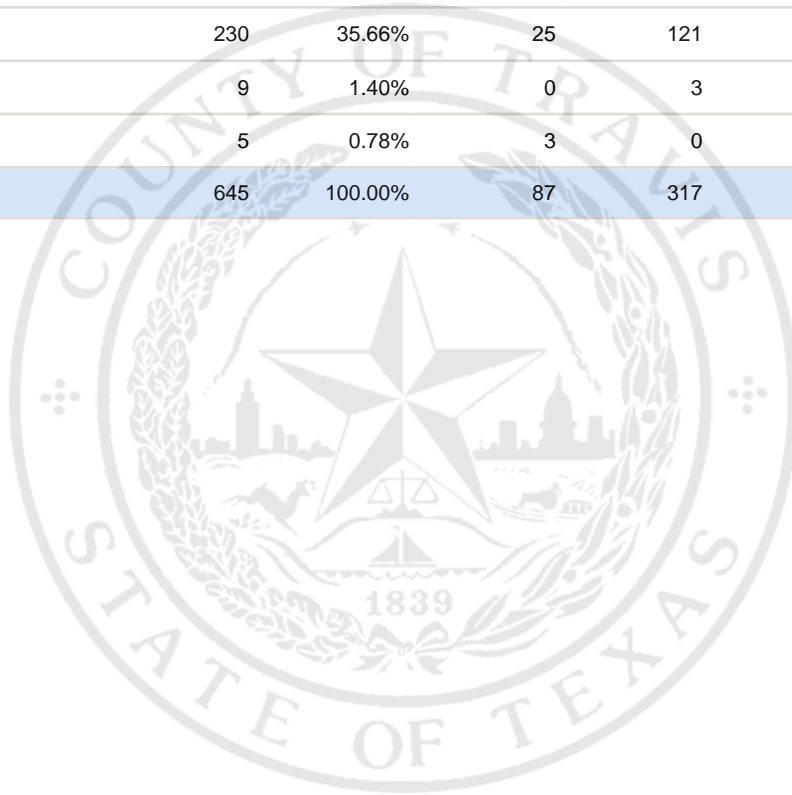 230 35.66% 25 121
9 1.40% 0 3
5 0.78% 3 0
645 100.00% 87 317
COUNTY OF TRAVIS
1839
STATE OF TEXAS